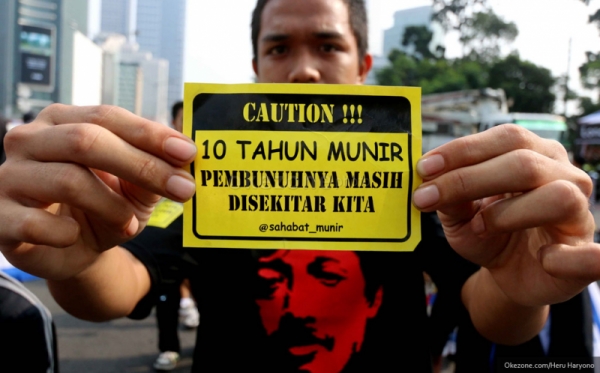 CAUTION !!!
10 TAHUN MUNIR
PEMBUNUHNYA MASIH
DISEKITAR KITA
@sahabat_munir
Okezone.com/Heru Haryono